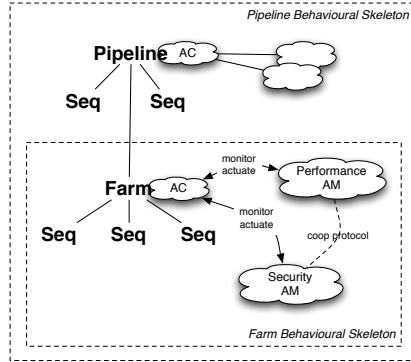 Pipeline Behavioural Skeleton
Pipeline
AC
Seq Seq
monitor
actuate
Performance
AM
Farm
AC
monitor
actuate
coop protocol
Seq Seq Seq
Security
AM
Farm Behavioural Skeleton